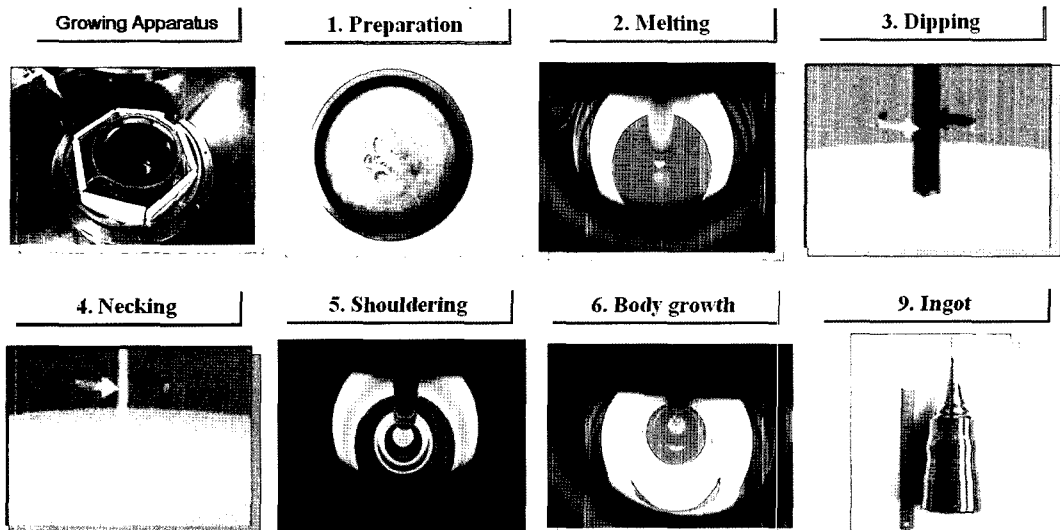 Growing Apparatus
1. Preparation
2. Melting
3. Dipping
4. Necking
5. Shouldering
6. Body growth
9. Ingot